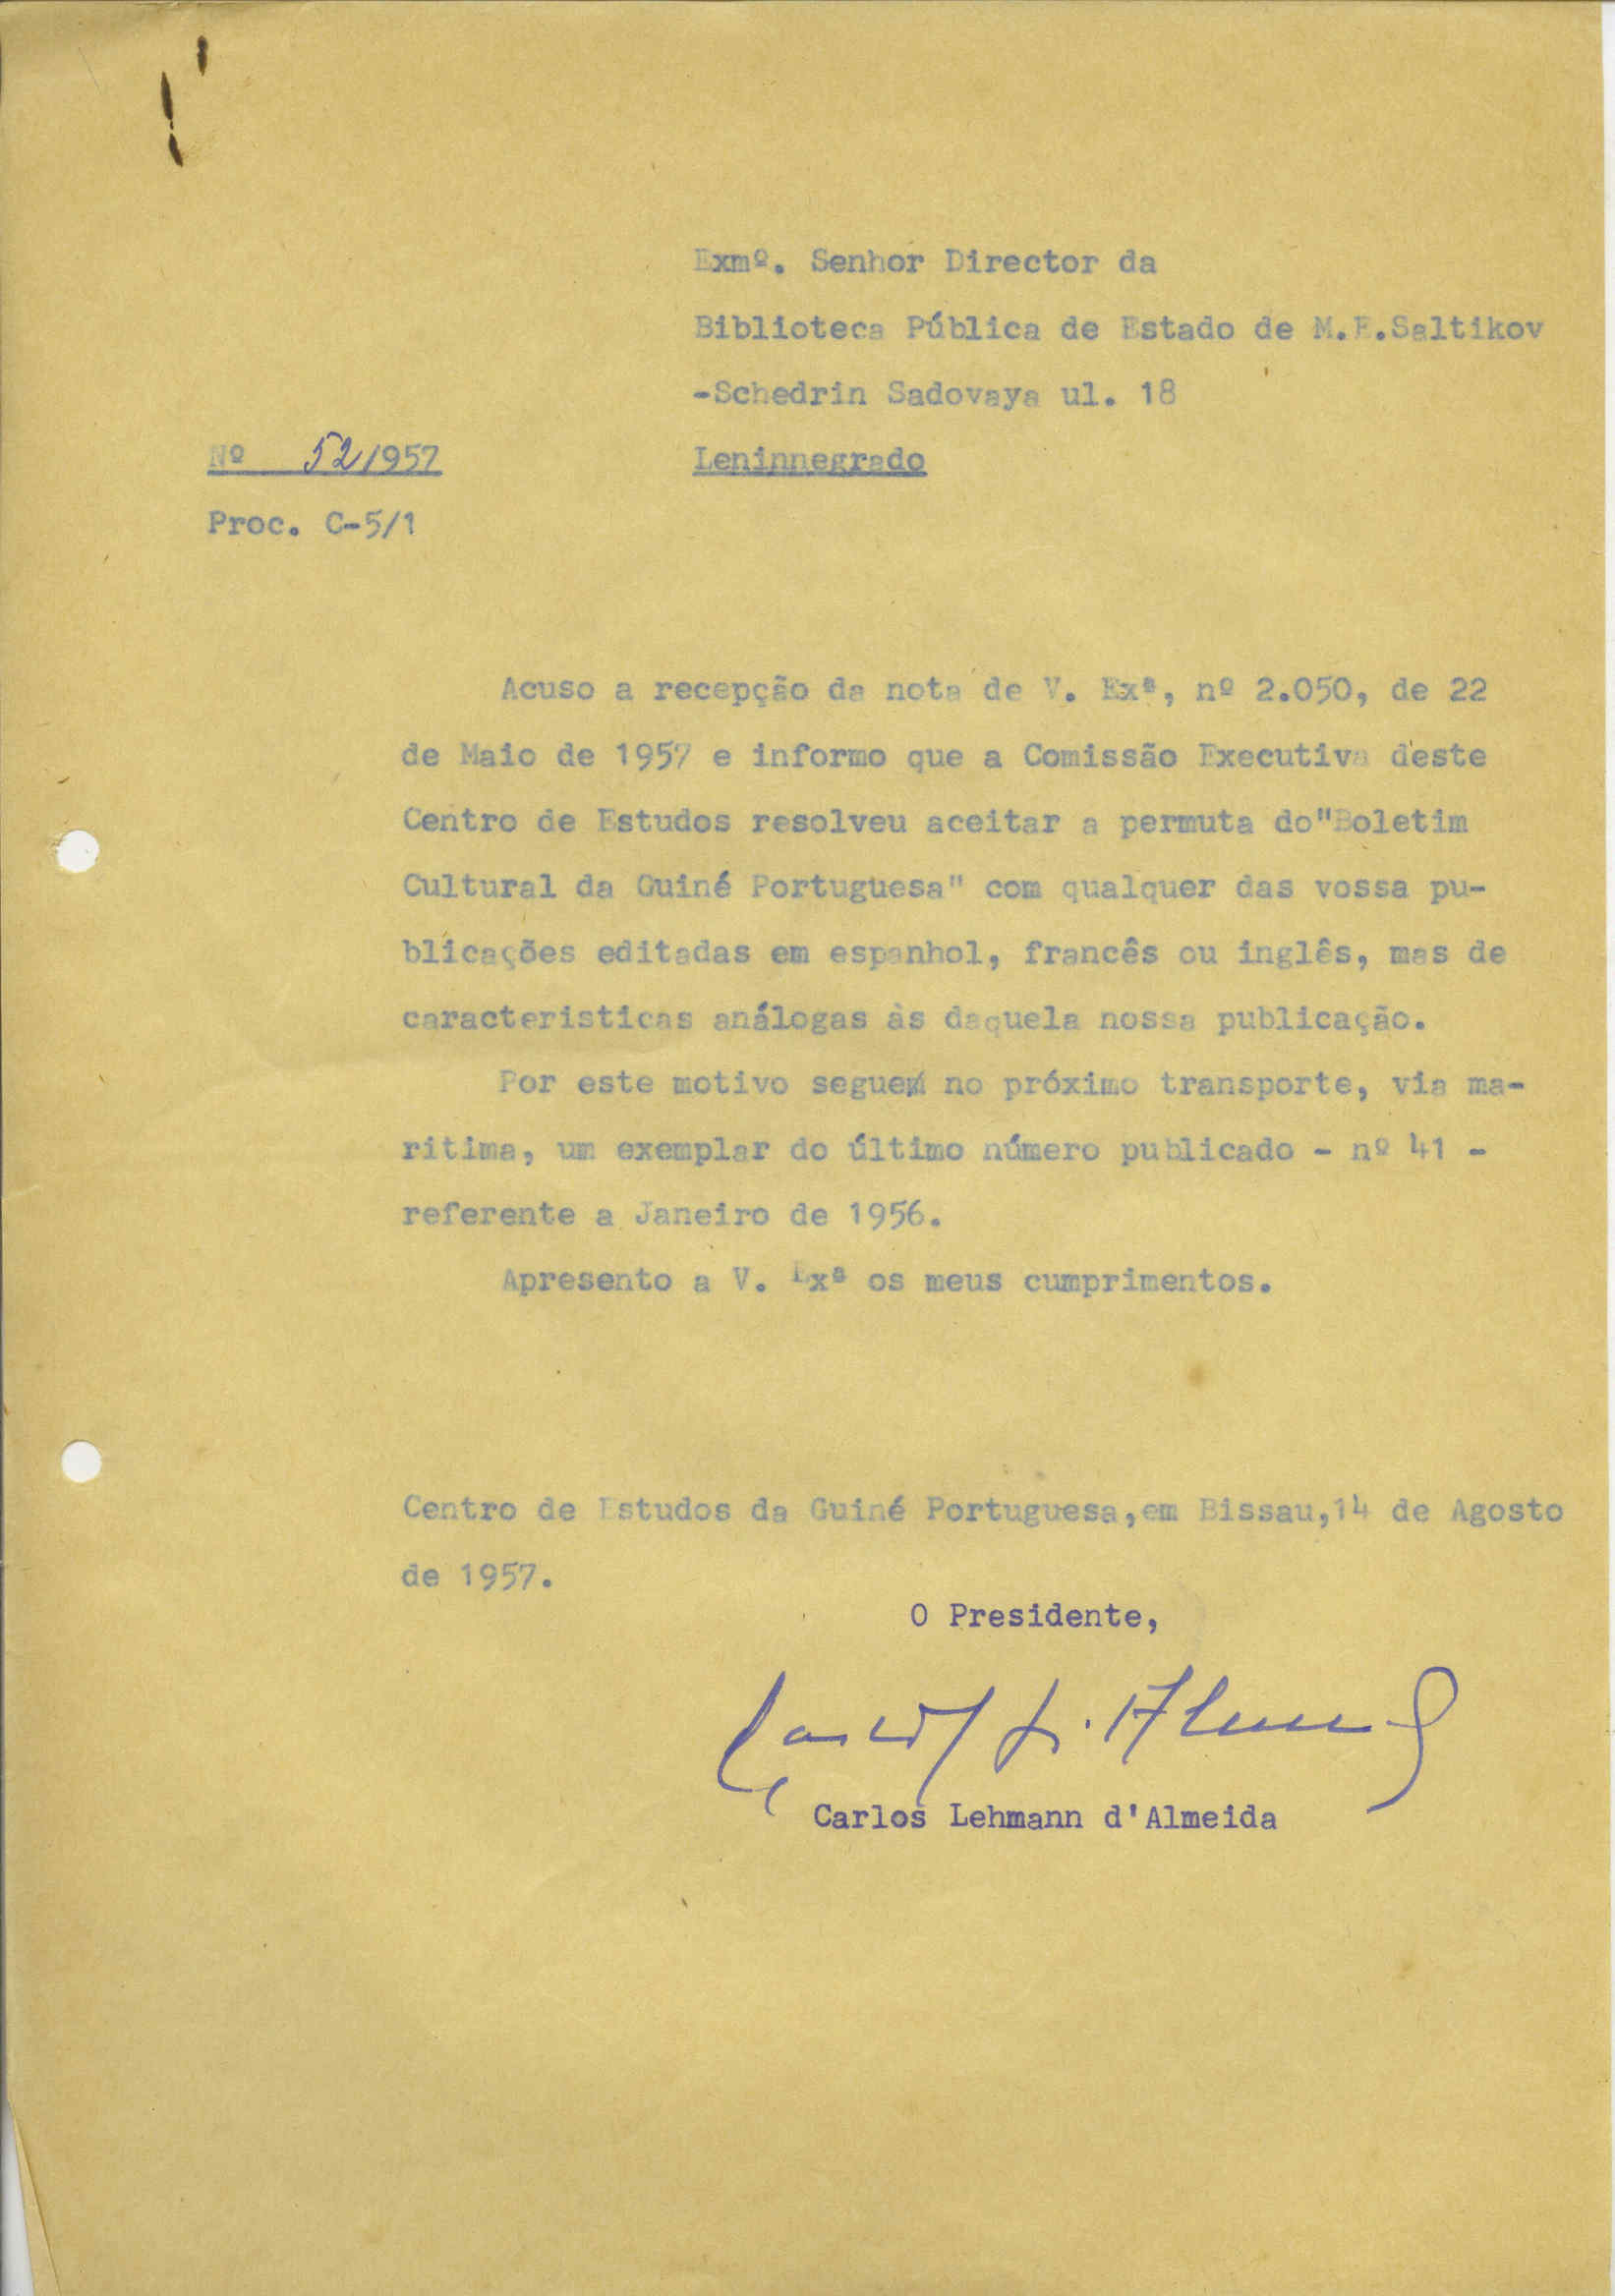 Exmº. Senhor Director da
Biblioteca Pública de Estado de M.E.Saltikov
-Schedrin Sadovaya ul. 18
Nº 52/957
Leninnegrado
Proc. C-5/1
Acuso a recepção da nota de V. Exª, nº 2.050, de 22
de Maio de 1957 e informo que a Comissão Executiva deste
Centro de Estudos resolveu aceitar a permuta do"Boletim
Cultural da Guiné Portuguesa" com qualquer das vossa pu-
blicações editadas em espanhol, francês ou inglês, mas de
caracteristicas análogas às daquela nossa publicação.
Por este motivo segue no próximo transporte, via ma-
ritima, um exemplar do último número publicado - nº 41 -
referente a Janeiro de 1956.
Apresento a V. Exª os meus cumprimentos.
Centro de Estudos da Guiné Portuguesa,em Bissau,14 de Agosto
de 1957.
O Presidente,
Carlos Lehmann d'Almeida